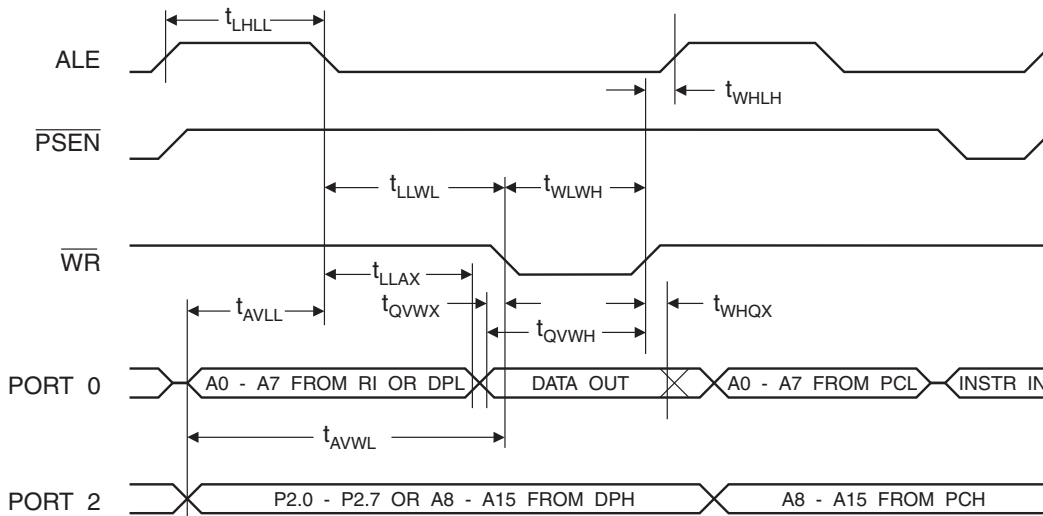 tLHLL
ALE
tWHLH
PSEN
tLLWL
tWLWH
WR
tLLAX
tQVWX
tWHQX
tAVLL
tQVWH
PORT 0
A0 - A7 FROM RI OR DPL
DATA OUT
A0 - A7 FROM PCL
INSTR IN
tAVWL
PORT 2
P2.0 - P2.7 OR A8 - A15 FROM DPH
A8 - A15 FROM PCH